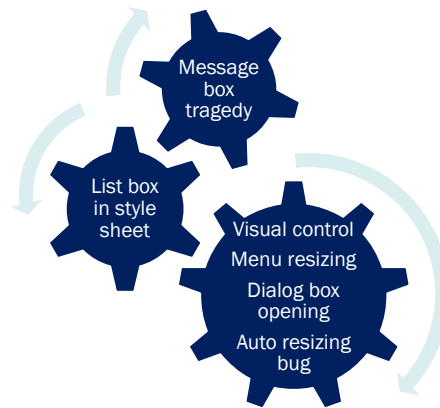 Message
box
tragedy
List box
in style
sheet
Visual control
Menu resizing
Dialog box
opening
Auto resizing
bug